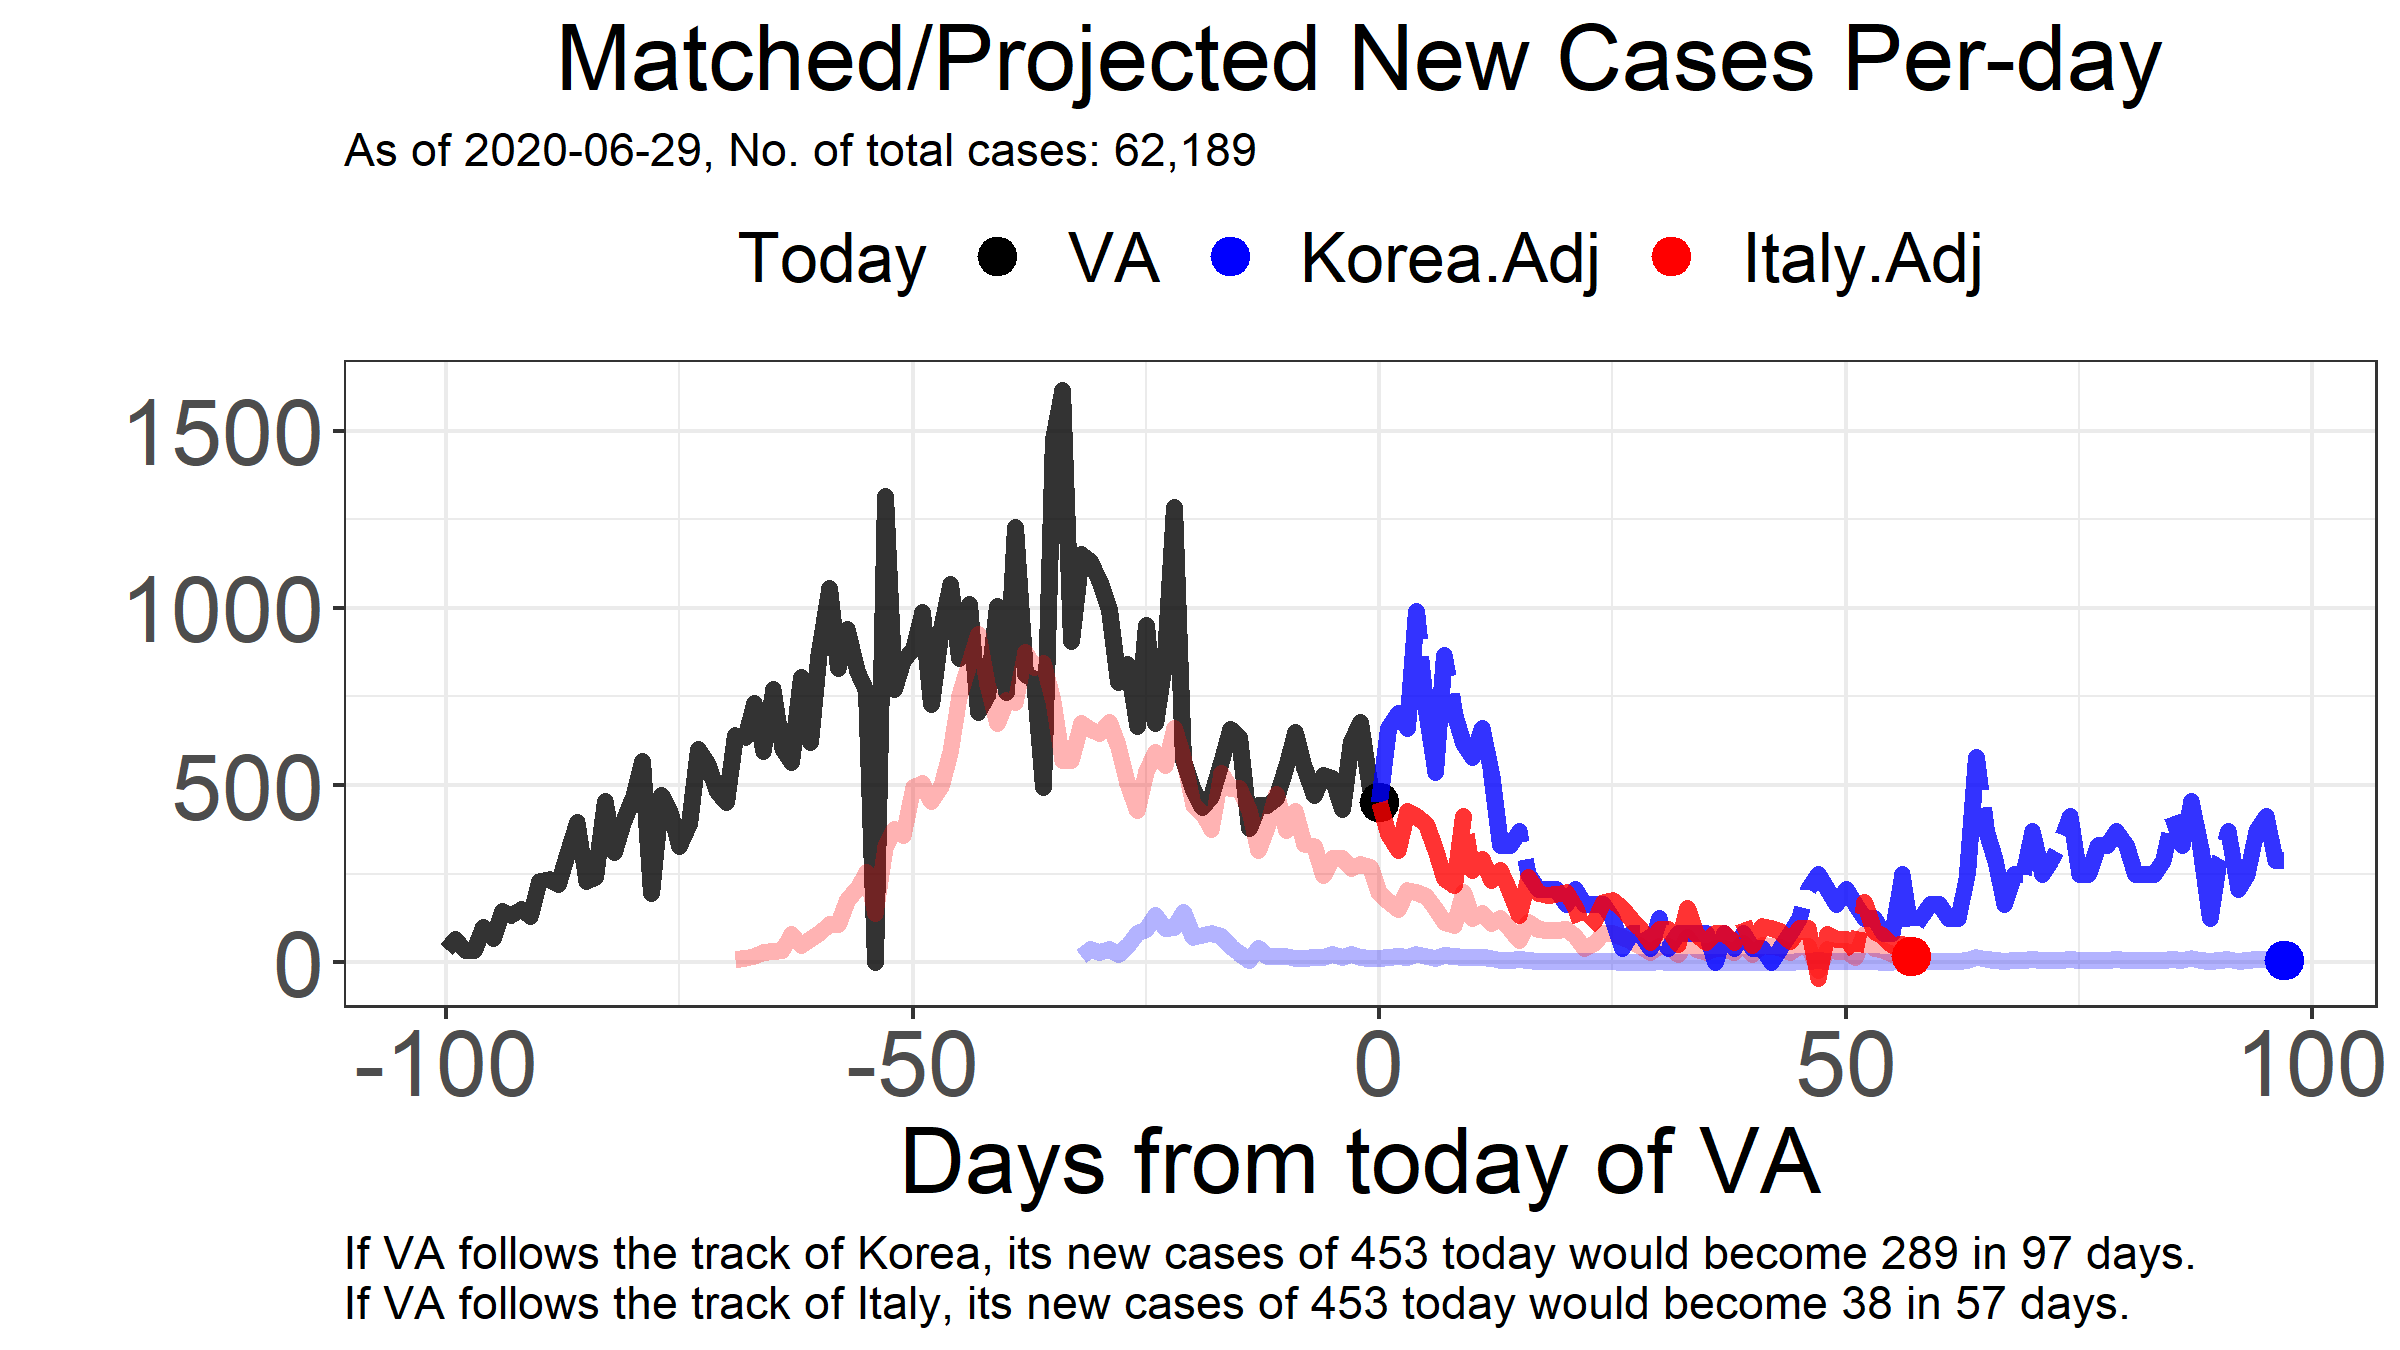 Matched/Projected New Cases Per-day
As of 2020-06-29, No. of total cases: 62,189
Today VA Korea.Adj Italy.Adj
1500
1000
500
0
-100 -50 0 50 100
Days from today of VA
If VA follows the track of Korea, its new cases of 453 today would become 289 in 97 days.
If VA follows the track of Italy, its new cases of 453 today would become 38 in 57 days.